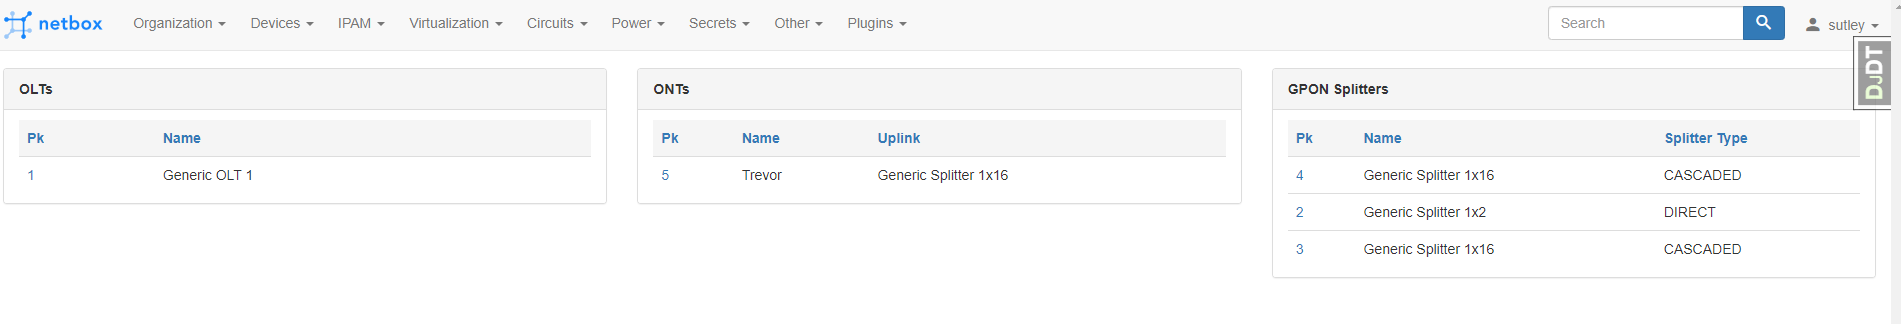 netbox Organization Devices IPAM Virtualization Circuits Power Secrets Other Plugins Search sutley
DjDT
OLTs
Pk Name
1 Generic OLT 1
ONTs
Pk Name Uplink
5 Trevor Generic Splitter 1x16
GPON Splitters
Pk Name Splitter Type
4 Generic Splitter 1x16 CASCADED
2 Generic Splitter 1x2 DIRECT
3 Generic Splitter 1x16 CASCADED